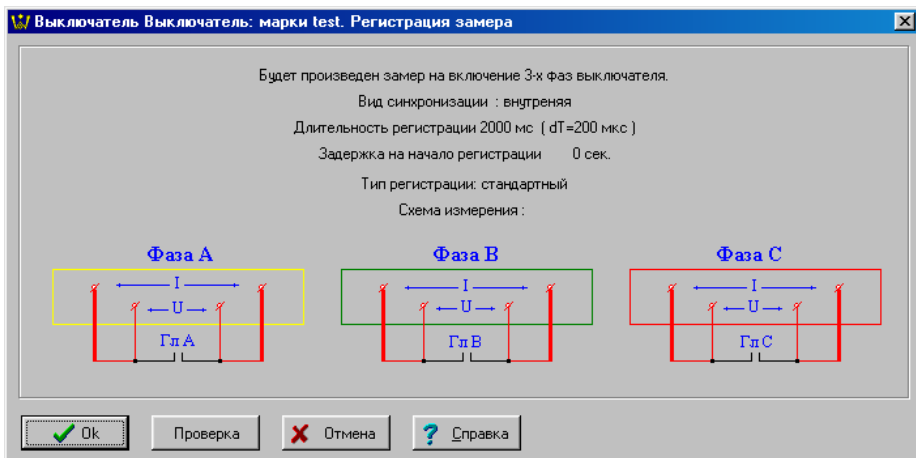 Выключатель Выключатель: марки test. Регистрация замера
Будет произведен замер на включение 3-х фаз выключателя.
Вид синхронизации : внутреняя
Длительность регистрации 2000 мс ( dT=200 мкс )
Задержка на начало регистрации 0 сек.
Тип регистрации: стандартный
Схема измерения :
Фаза А Фаза В Фаза С
I I I
U U U
Гл А Гл В Гл С
Ok Проверка Отмена Справка